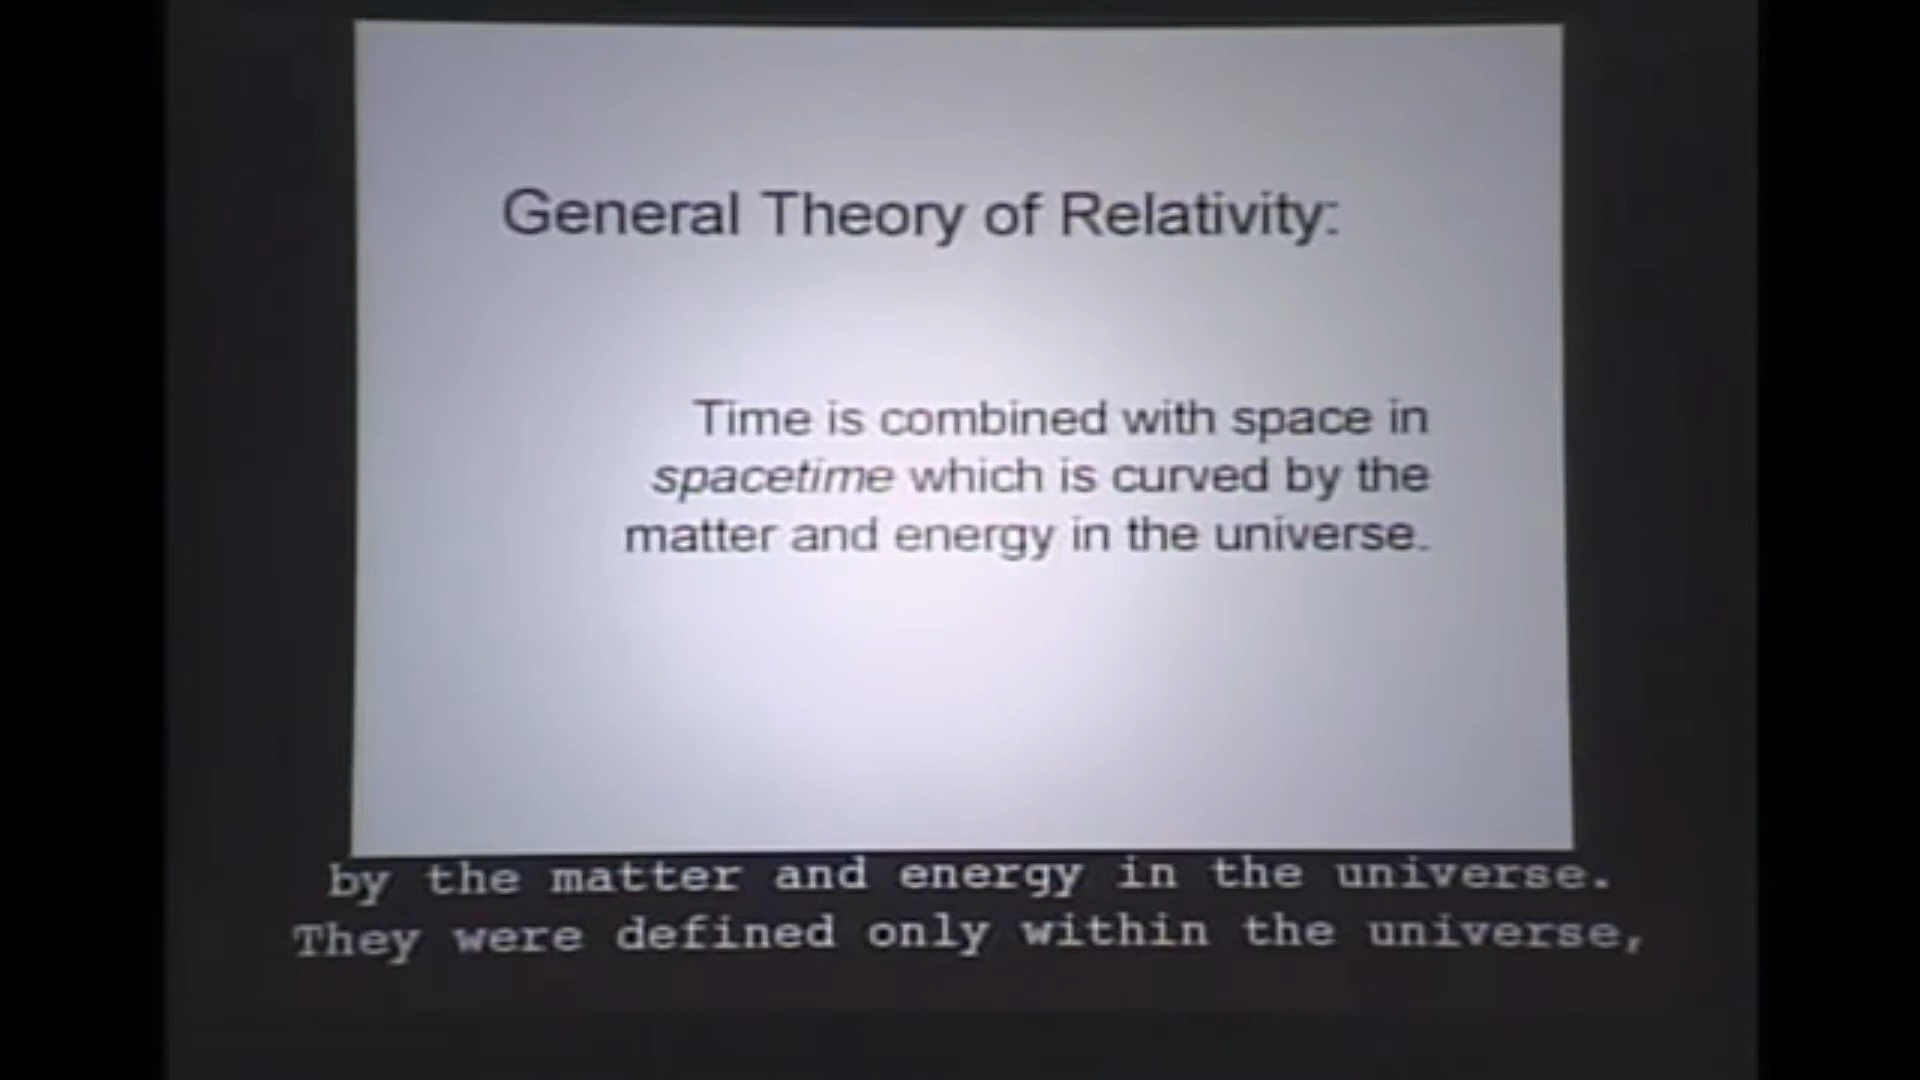 General Theory of Relativity:
Time is combined with space in
spacetime which is curved by the
matter and energy in the universe.
by the matter and energy in the universe.
They were defined only within the universe,